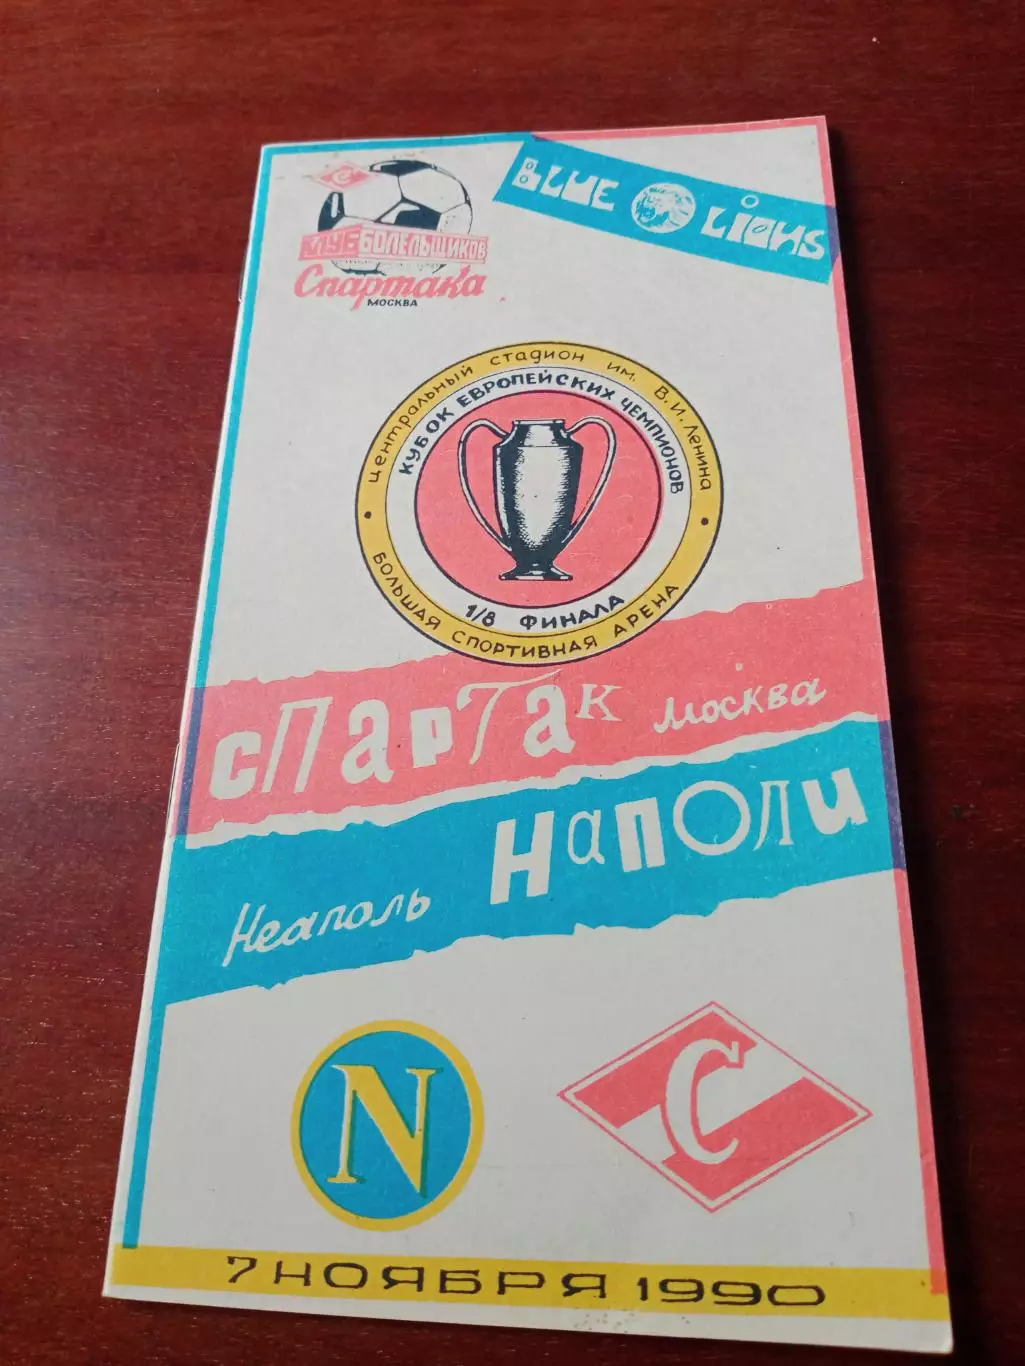 BLUE LIONS
С
КЛУБ БОЛЕЛЬЩИКОВ
Спартака
МОСКВА
центральный стадион им. В.И. Ленина
КУБОК ЕВРОПЕЙСКИХ ЧЕМПИОНОВ
1/8 ФИНАЛА
БОЛЬШАЯ СПОРТИВНАЯ АРЕНА
СПАРТАК Москва
Неаполь НАПОЛИ
N
С
7 НОЯБРЯ 1990